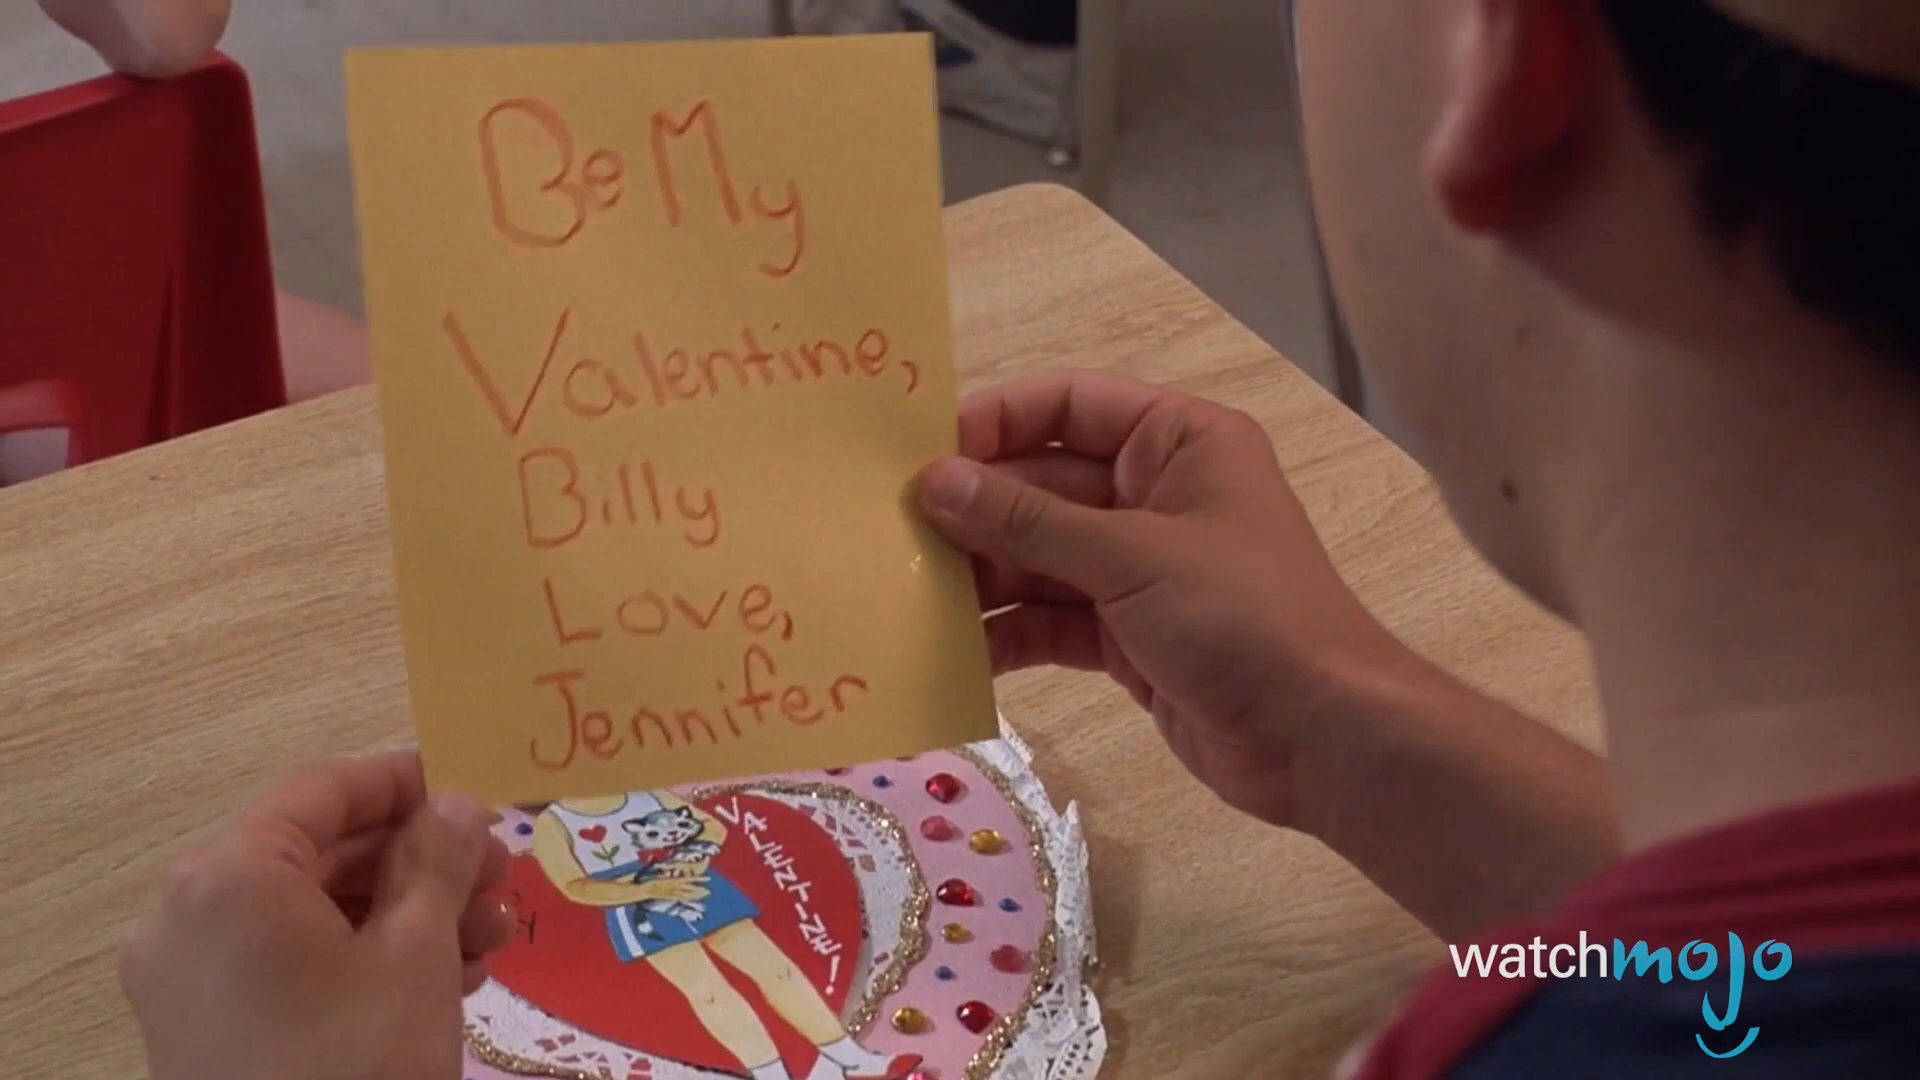 Be My
Valentine,
Billy
Love,
Jennifer
VALENTINE!
watchmojo